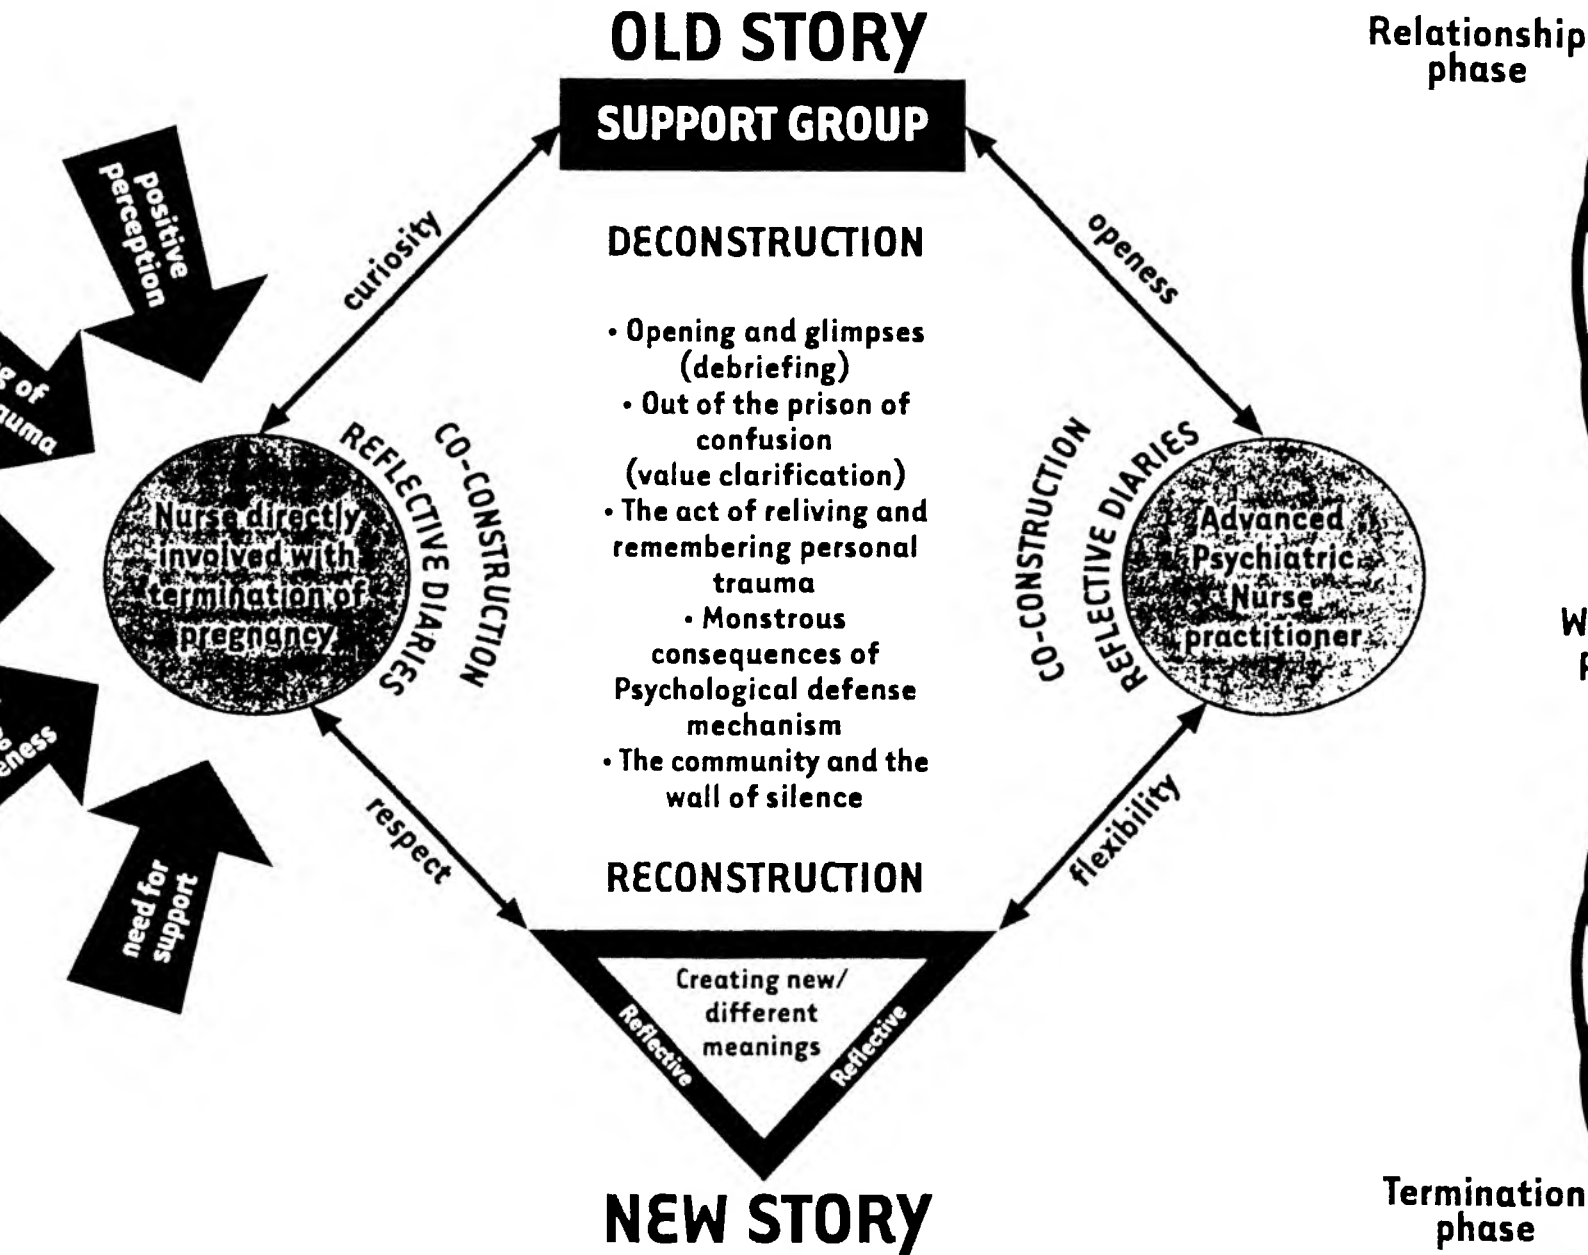 OLD STORY
SUPPORT GROUP
Relationship
phase
positive
perception
curiosity
openess
DECONSTRUCTION
• Opening and glimpses
(debriefing)
• Out of the prison of
confusion
(value clarification)
• The act of reliving and
remembering personal
trauma
• Monstrous
consequences of
Psychological defense
mechanism
• The community and the
wall of silence
RECONSTRUCTION
of
Nurse directly
involved with
termination of
pregnancy
REFLECTIVE DIARIES
CO-CONSTRUCTION
CO-CONSTRUCTION
REFLECTIVE DIARIES
Advanced
Psychiatric
Nurse
practitioner
need for
support
respect
flexibility
Creating new/
different
meanings
Reflective
Reflective
NEW STORY
Termination
phase